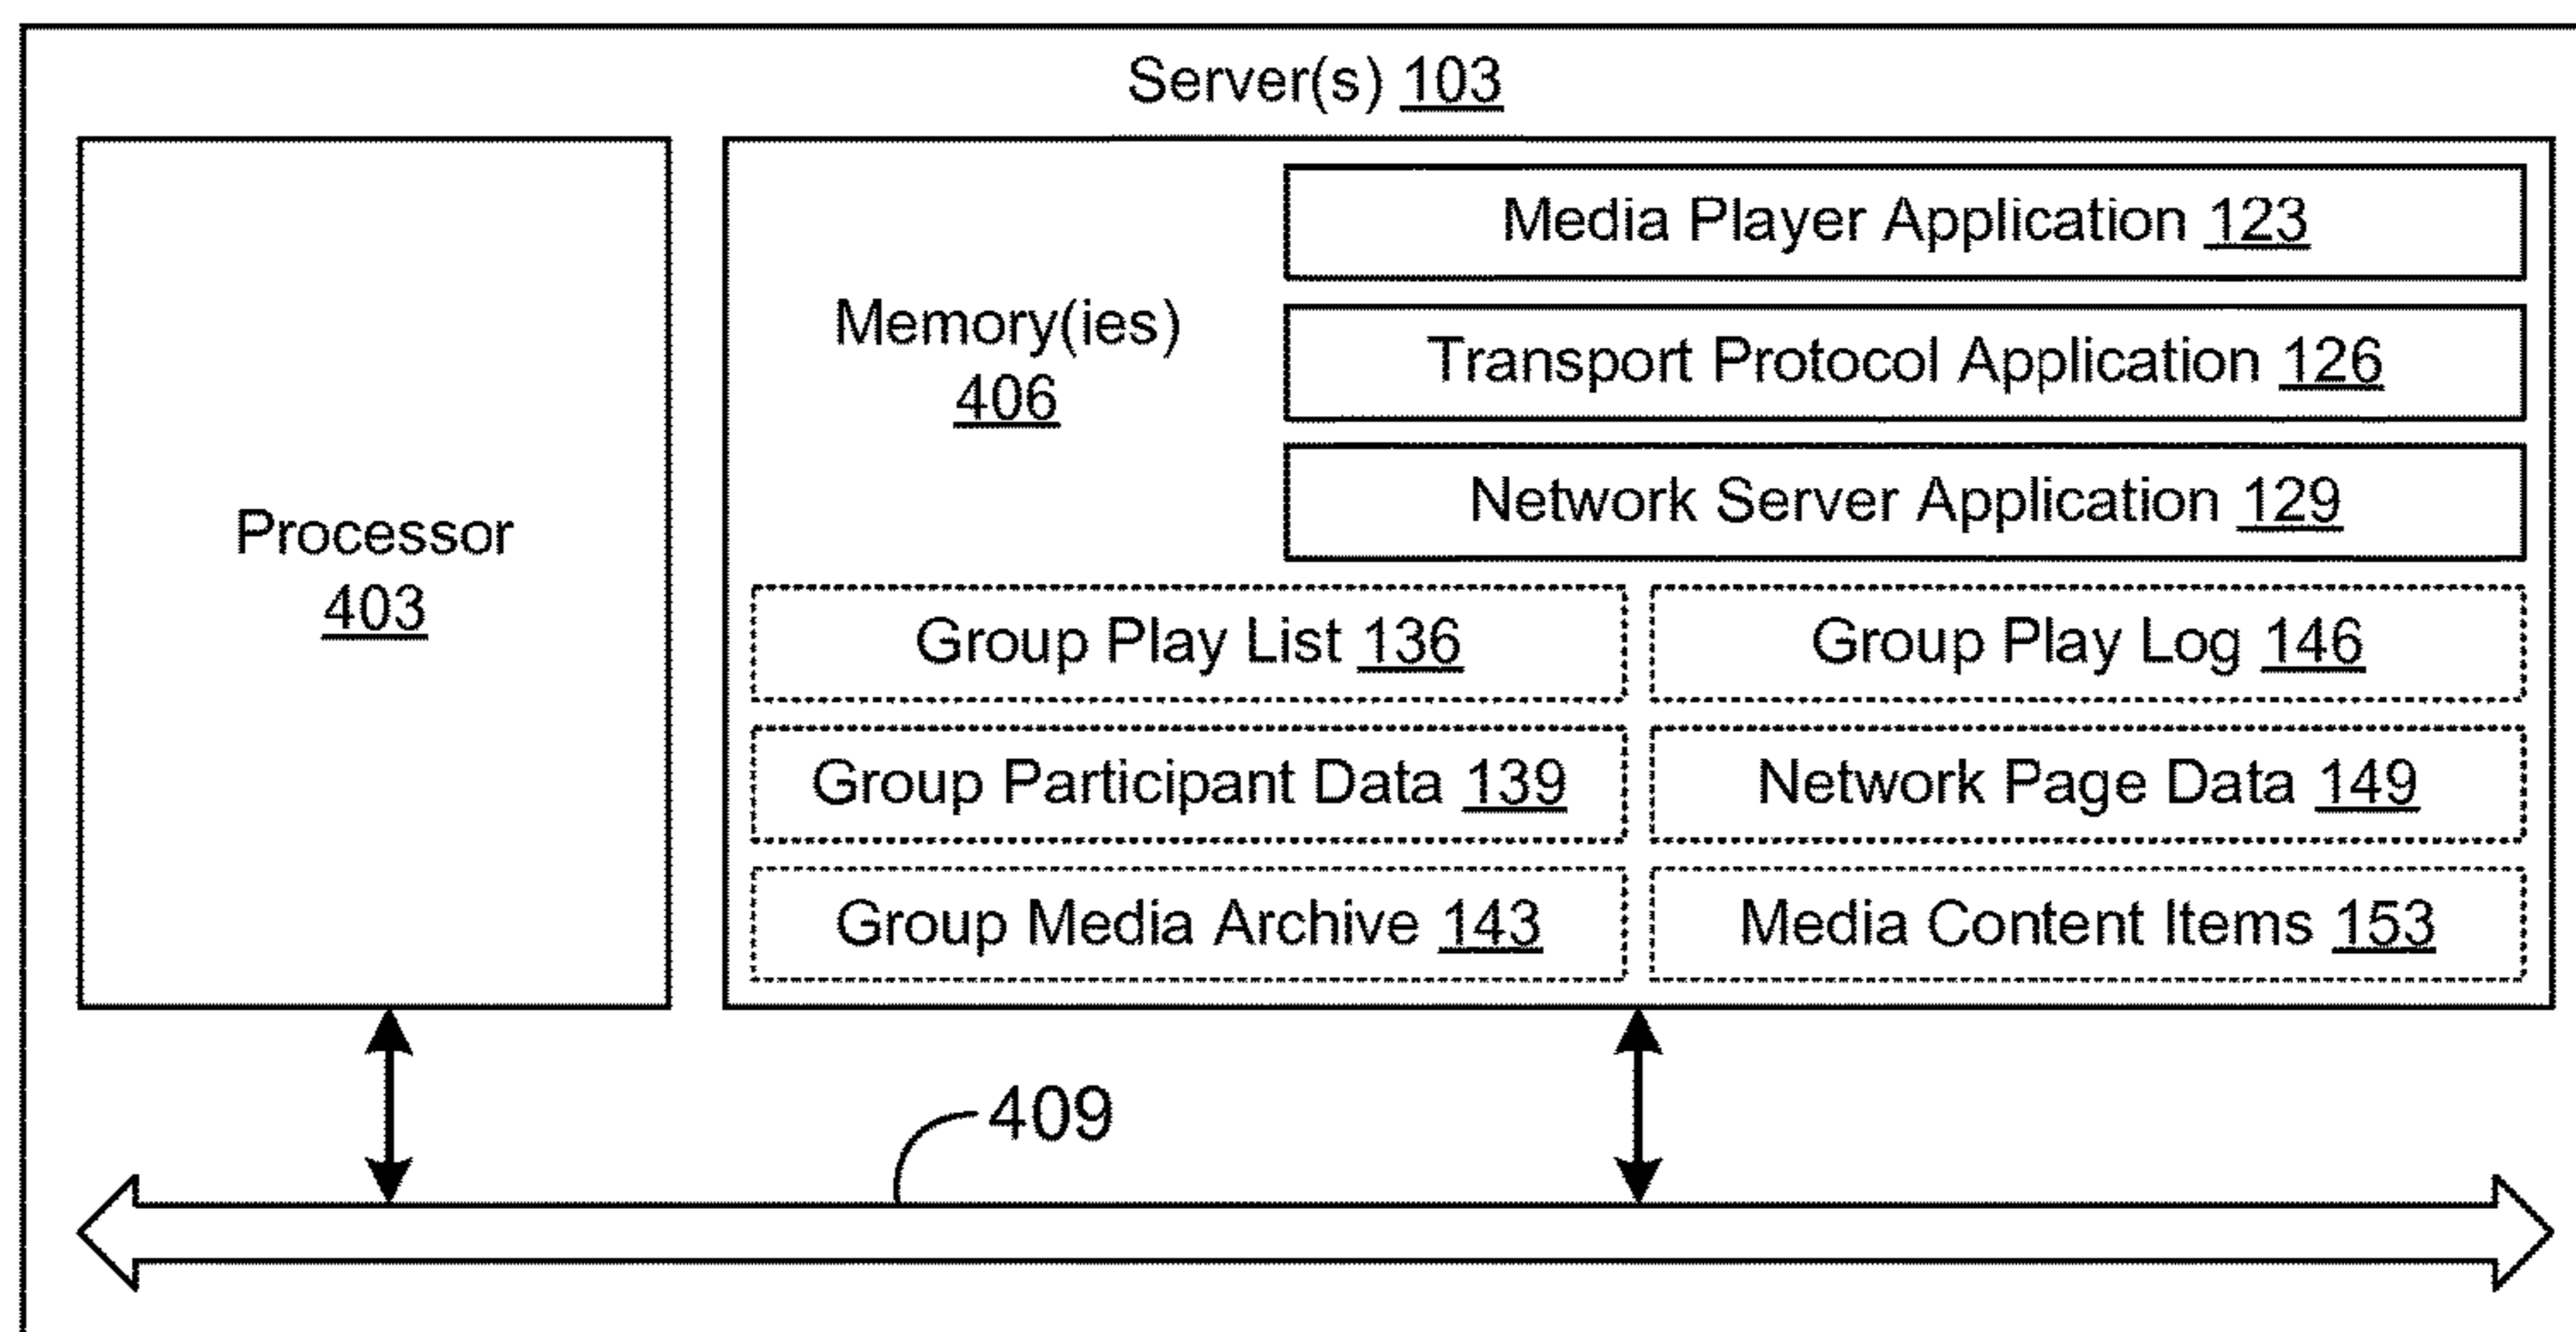 Server(s) 103
Processor
403
Memory(ies)
406
Media Player Application 123
Transport Protocol Application 126
Network Server Application 129
Group Play List 136
Group Play Log 146
Group Participant Data 139
Network Page Data 149
Group Media Archive 143
Media Content Items 153
409